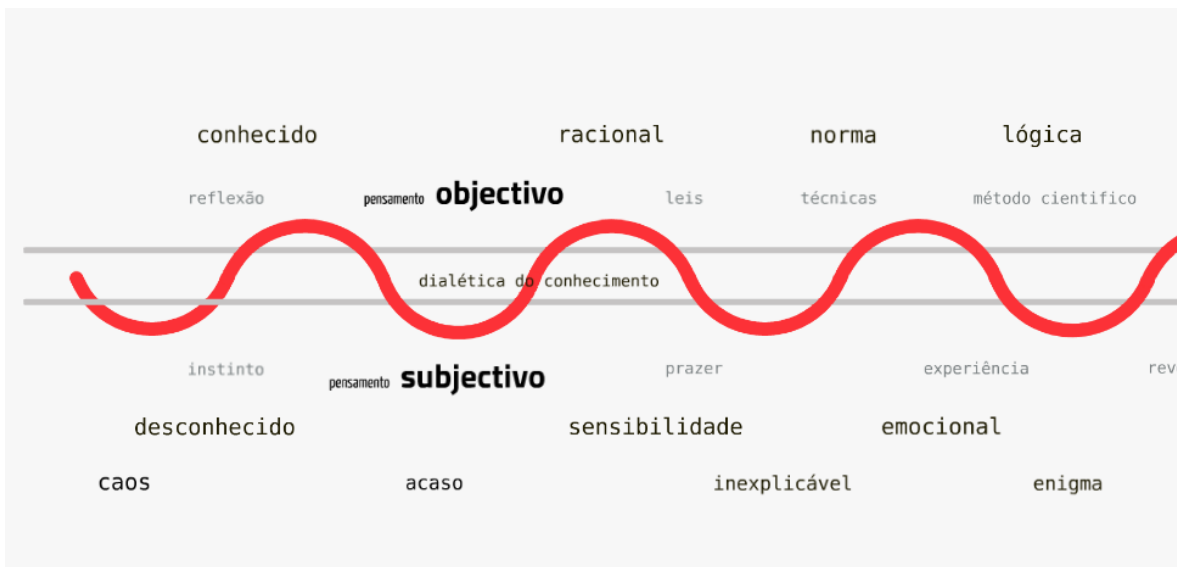 conhecido racional norma lógica
reflexão pensamento objectivo leis técnicas método cientifico
dialética do conhecimento
instinto pensamento subjectivo prazer experiência rev
desconhecido sensibilidade emocional
caos acaso inexplicável enigma